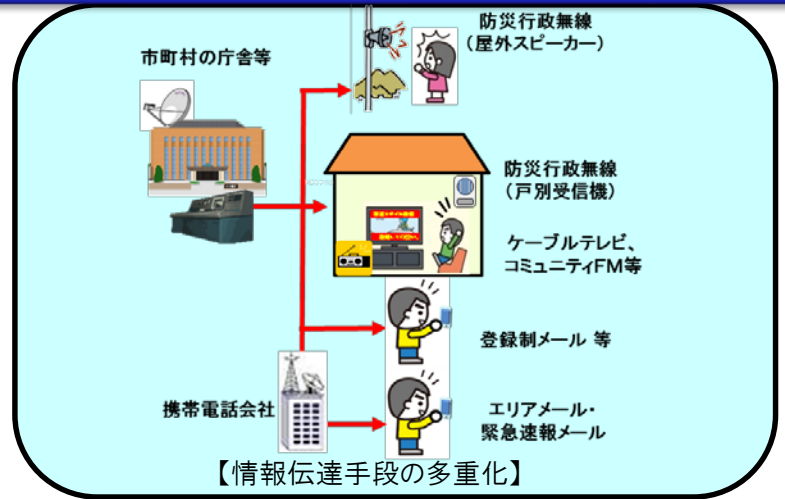 防災行政無線
（屋外スピーカー）
市町村の庁舎等
防災行政無線
（戸別受信機）
ケーブルテレビ、
コミュニティFM等
登録制メール 等
携帯電話会社
エリアメール・
緊急速報メール
【情報伝達手段の多重化】